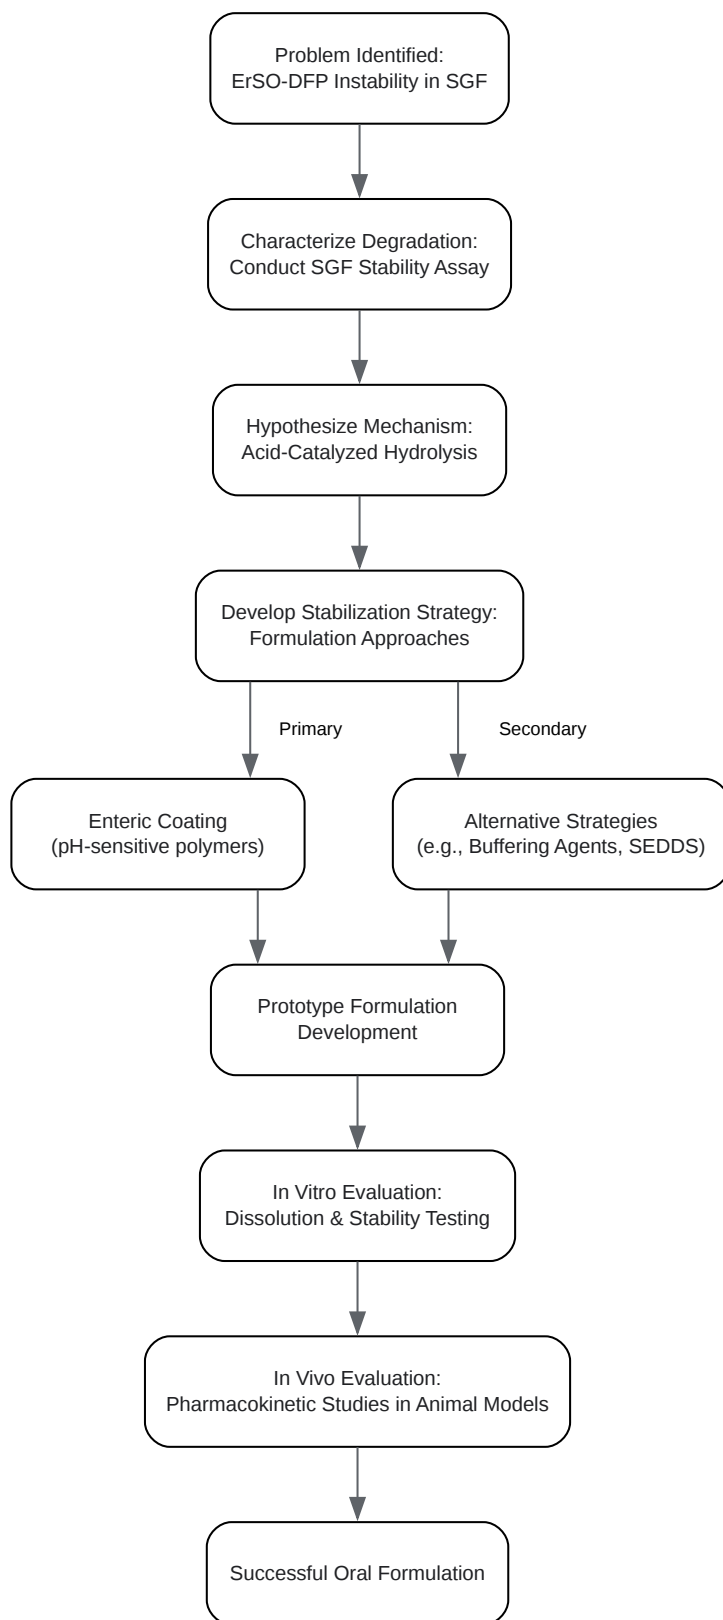 Problem Identified:
ErSO-DFP Instability in SGF
Characterize Degradation:
Conduct SGF Stability Assay
Hypothesize Mechanism:
Acid-Catalyzed Hydrolysis
Develop Stabilization Strategy:
Formulation Approaches
Primary
Secondary
Enteric Coating
(pH-sensitive polymers)
Alternative Strategies
(e.g., Buffering Agents, SEDDS)
Prototype Formulation
Development
In Vitro Evaluation:
Dissolution & Stability Testing
In Vivo Evaluation:
Pharmacokinetic Studies in Animal Models
Successful Oral Formulation